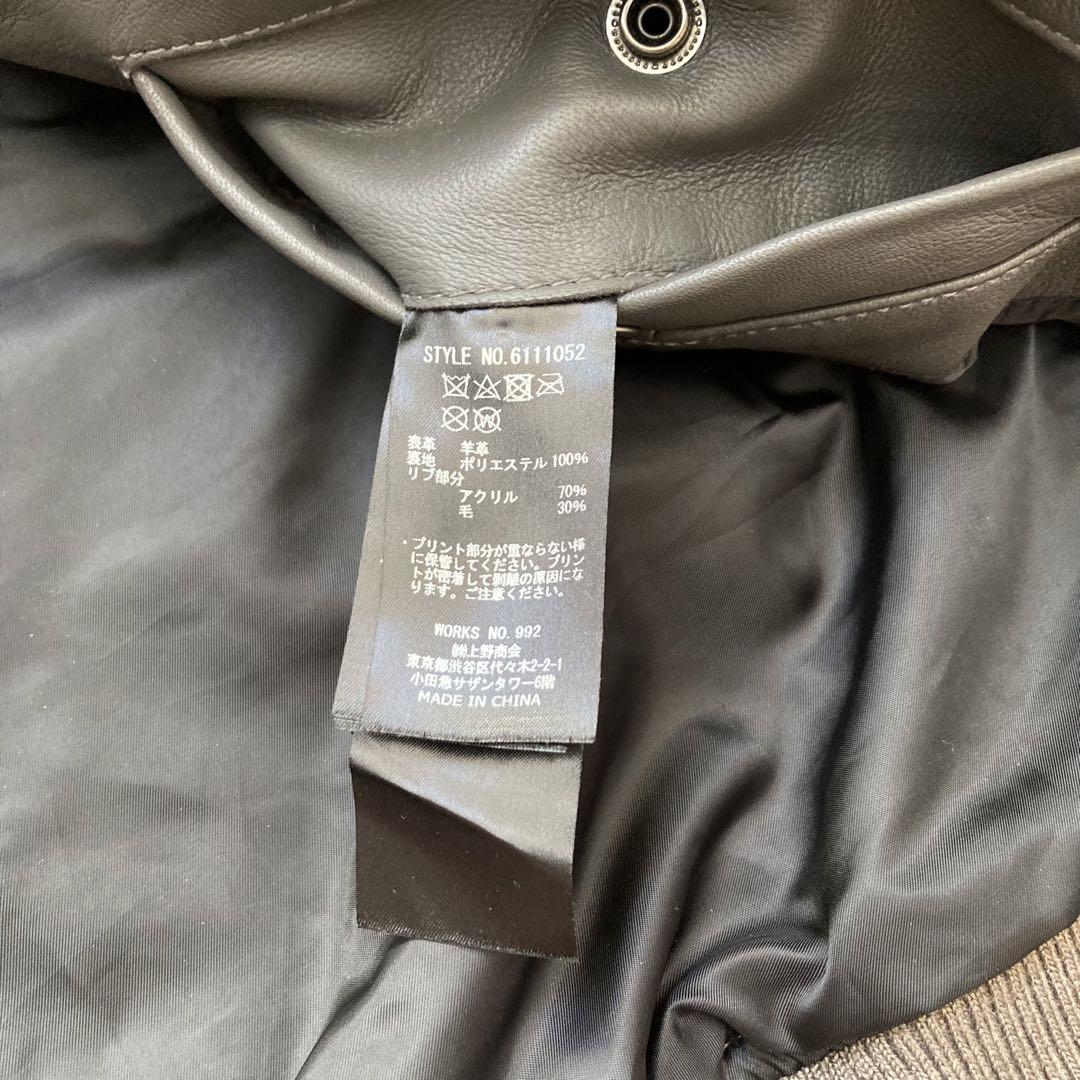 STYLE NO.6111052
W
表革 羊革
裏地 ポリエステル 100%
リブ部分
アクリル 70%
毛 30%
・プリント部分が重ならない様
に保管してください。プリン
トが密着して剥離の原因にな
ります。ご注意ください。
WORKS NO. 992
㈱上野商会
東京都渋谷区代々木2-2-1
小田急サザンタワー6階
MADE IN CHINA